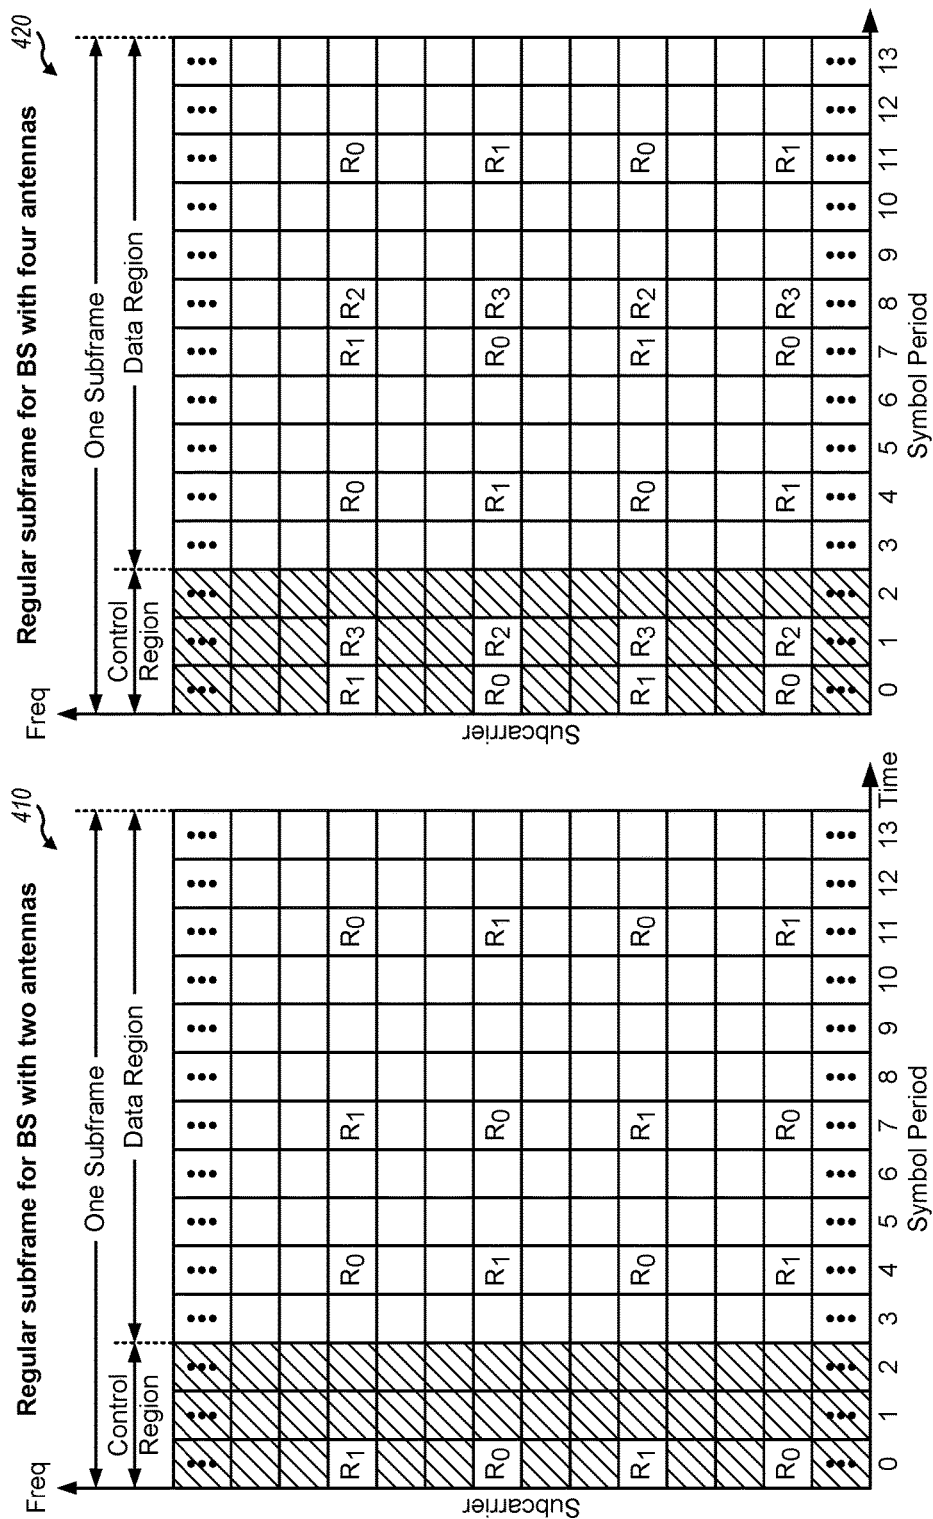 Regular subframe for BS with two antennas
410
Freq
One Subframe
Control Region
Data Region
R1 R0 R1 R0
R0 R1 R0 R1
R1 R0 R1 R0
R0 R1 R0 R1
Subcarrier
0 1 2 3 4 5 6 7 8 9 10 11 12 13
Time
Symbol Period
Regular subframe for BS with four antennas
420
Freq
One Subframe
Control Region
Data Region
R1 R3 R0 R1 R2 R0
R0 R2 R1 R0 R3 R1
R1 R3 R0 R1 R2 R0
R0 R2 R1 R0 R3 R1
Subcarrier
0 1 2 3 4 5 6 7 8 9 10 11 12 13
Symbol Period